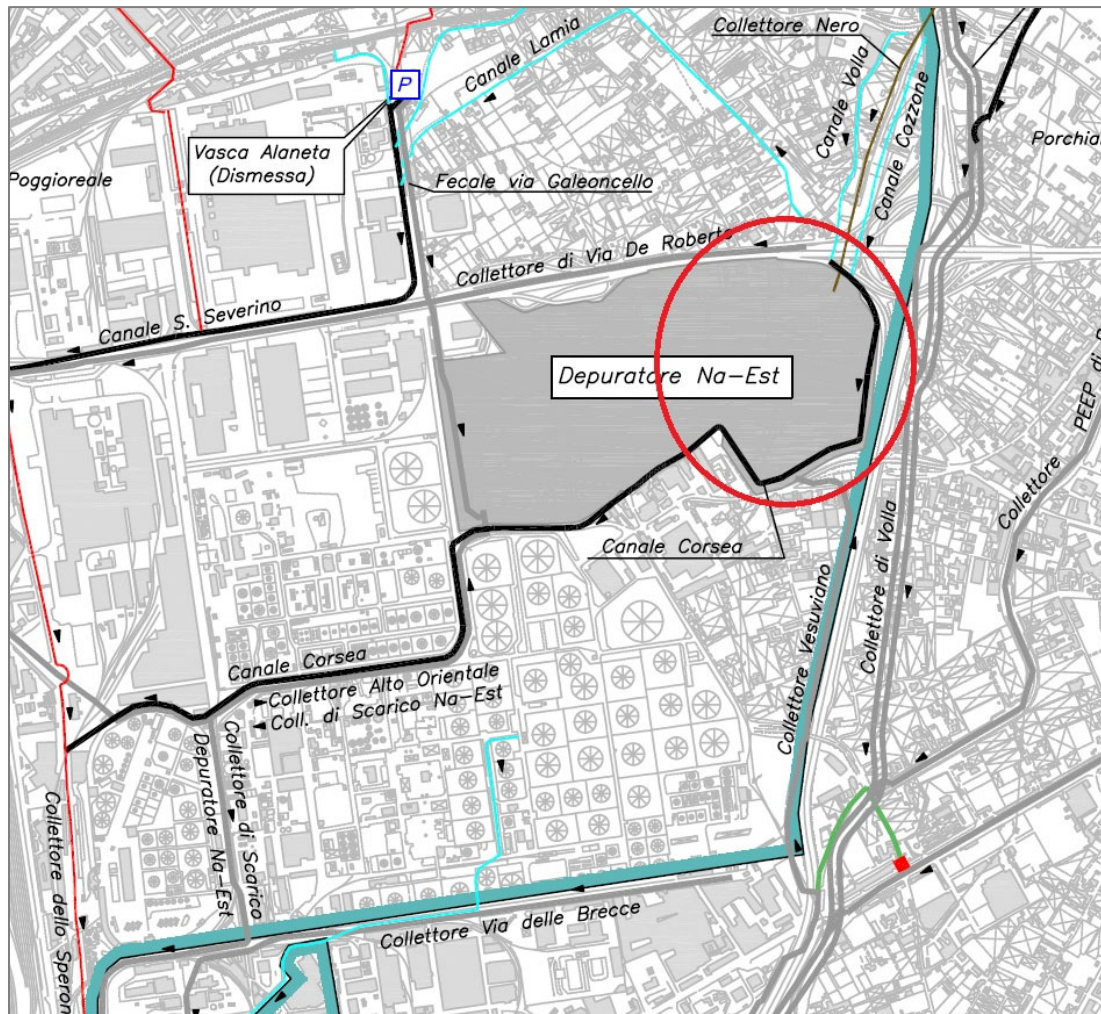 Collettore Nero
Canale Lamia
P
Canale Volla
Canale Cozzone
Vasca Alaneta
(Dismessa)
Poggioreale
Fecale via Galeoncello
Collettore di Via De Roberto
Canale S. Severino
Depuratore Na-Est
PEEP di
Collettore
Canale Corsea
Collettore di Volla
Collettore Vesuviano
Canale Corsea
Collettore Alto Orientale
Coll. di Scarico Na-Est
Collettore di Scarico
Depuratore Na-Est
Collettore dello Speron
Collettore Via delle Brecce